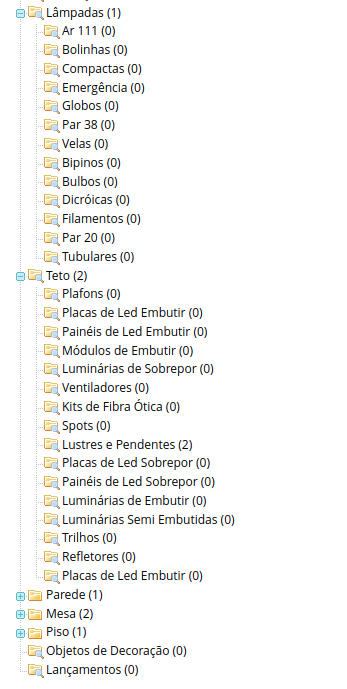 Lâmpadas (1)
Ar 111 (0)
Bolinhas (0)
Compactas (0)
Emergência (0)
Globos (0)
Par 38 (0)
Velas (0)
Bipinos (0)
Bulbos (0)
Dicróicas (0)
Filamentos (0)
Par 20 (0)
Tubulares (0)
Teto (2)
Plafons (0)
Placas de Led Embutir (0)
Painéis de Led Embutir (0)
Módulos de Embutir (0)
Luminárias de Sobrepor (0)
Ventiladores (0)
Kits de Fibra Ótica (0)
Spots (0)
Lustres e Pendentes (2)
Placas de Led Sobrepor (0)
Painéis de Led Sobrepor (0)
Luminárias de Embutir (0)
Luminárias Semi Embutidas (0)
Trilhos (0)
Refletores (0)
Placas de Led Embutir (0)
Parede (1)
Mesa (2)
Piso (1)
Objetos de Decoração (0)
Lançamentos (0)